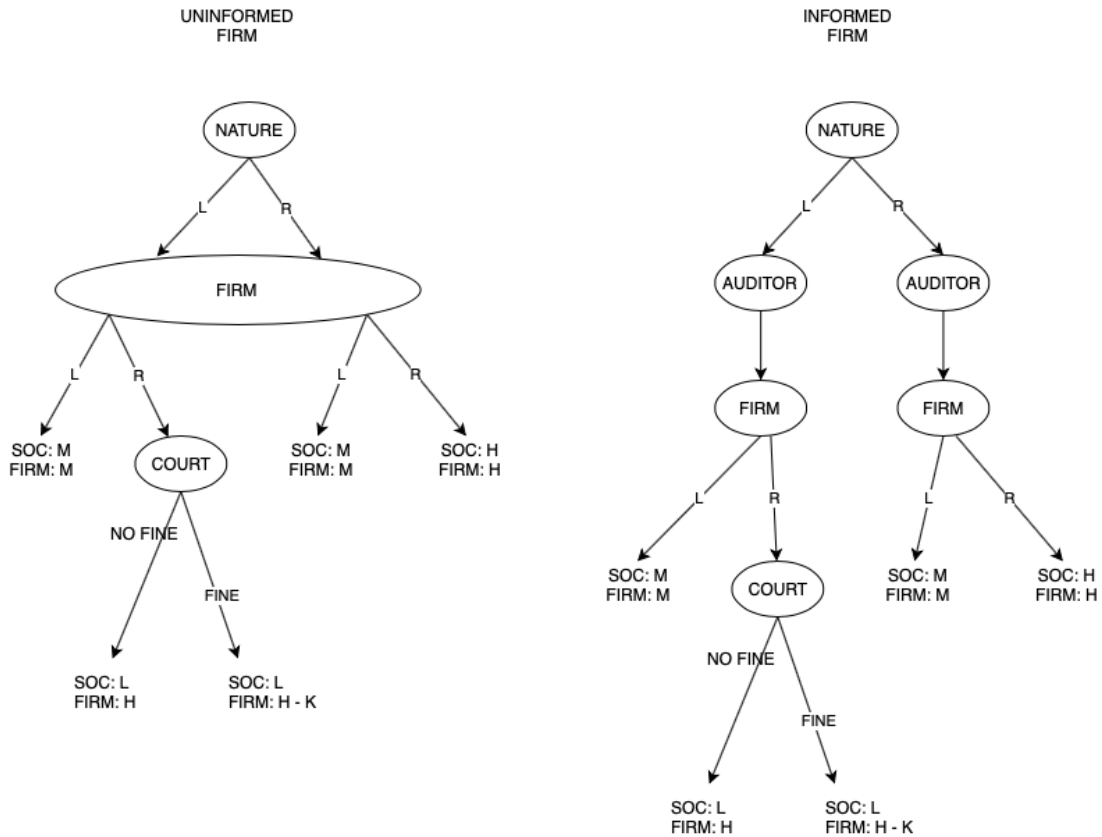 UNINFORMED
FIRM
NATURE
L
R
FIRM
L
R
L
R
SOC: M
FIRM: M
COURT
SOC: M
FIRM: M
SOC: H
FIRM: H
NO FINE
FINE
SOC: L
FIRM: H
SOC: L
FIRM: H - K
INFORMED
FIRM
NATURE
L
R
AUDITOR
AUDITOR
FIRM
FIRM
L
R
L
R
SOC: M
FIRM: M
COURT
SOC: M
FIRM: M
SOC: H
FIRM: H
NO FINE
FINE
SOC: L
FIRM: H
SOC: L
FIRM: H - K